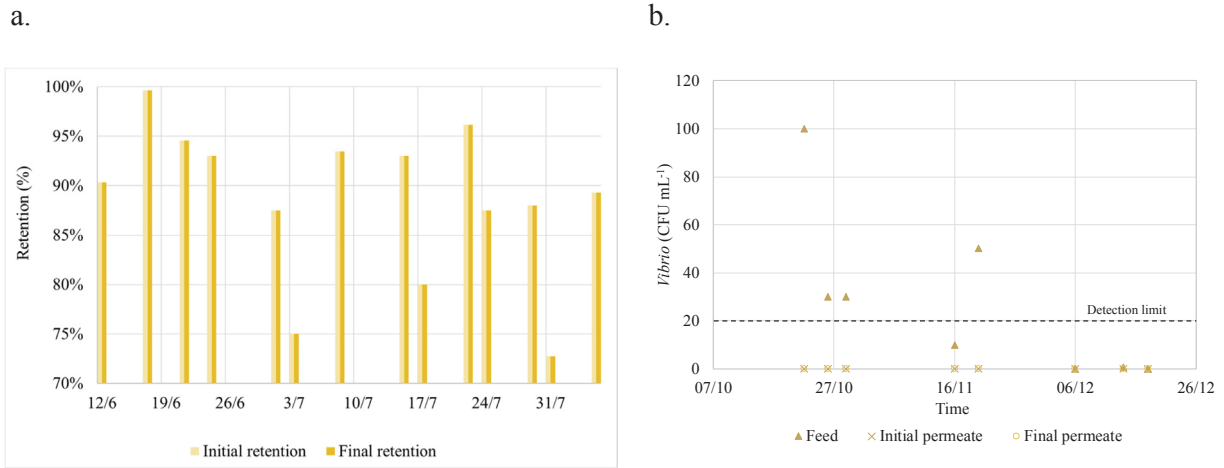 a.
100%
95%
90%
85%
80%
75%
70%
Retention (%)
12/6 19/6 26/6 3/7 10/7 17/7 24/7 31/7
Initial retention Final retention
b.
120
100
80
60
40
20
0
Vibrio (CFU mL⁻¹)
Detection limit
07/10 27/10 16/11 06/12 26/12
Time
Feed Initial permeate Final permeate